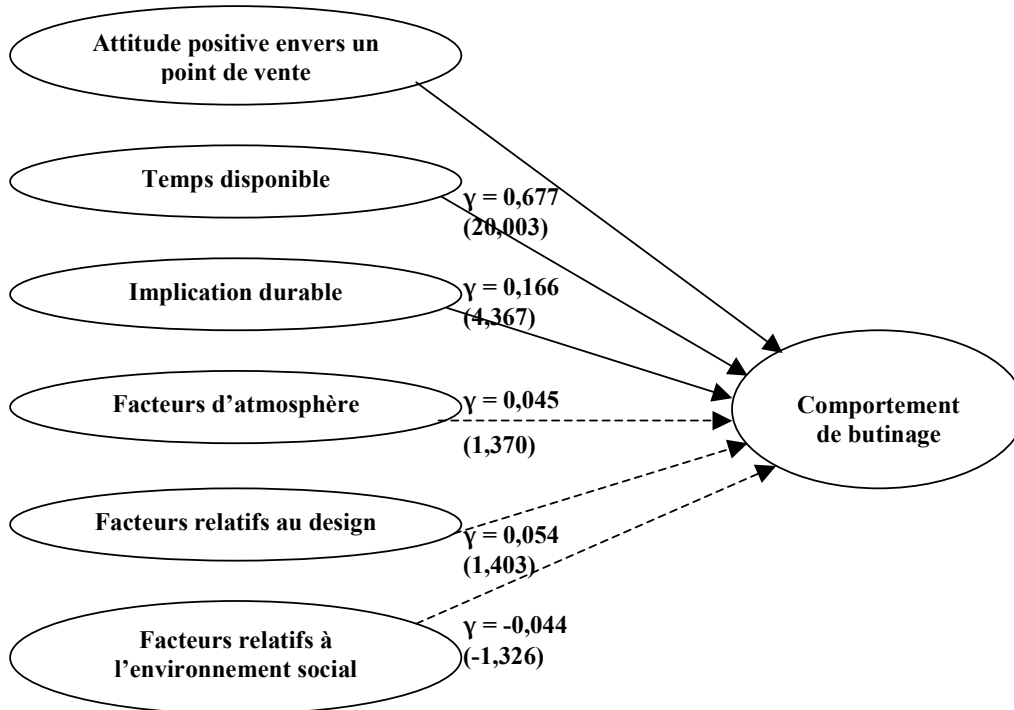 Attitude positive envers un
point de vente
Temps disponible
γ = 0,677
(20,003)
Implication durable
γ = 0,166
(4,367)
Facteurs d’atmosphère
γ = 0,045
(1,370)
Comportement
de butinage
Facteurs relatifs au design
γ = 0,054
(1,403)
Facteurs relatifs à
l’environnement social
γ = -0,044
(-1,326)